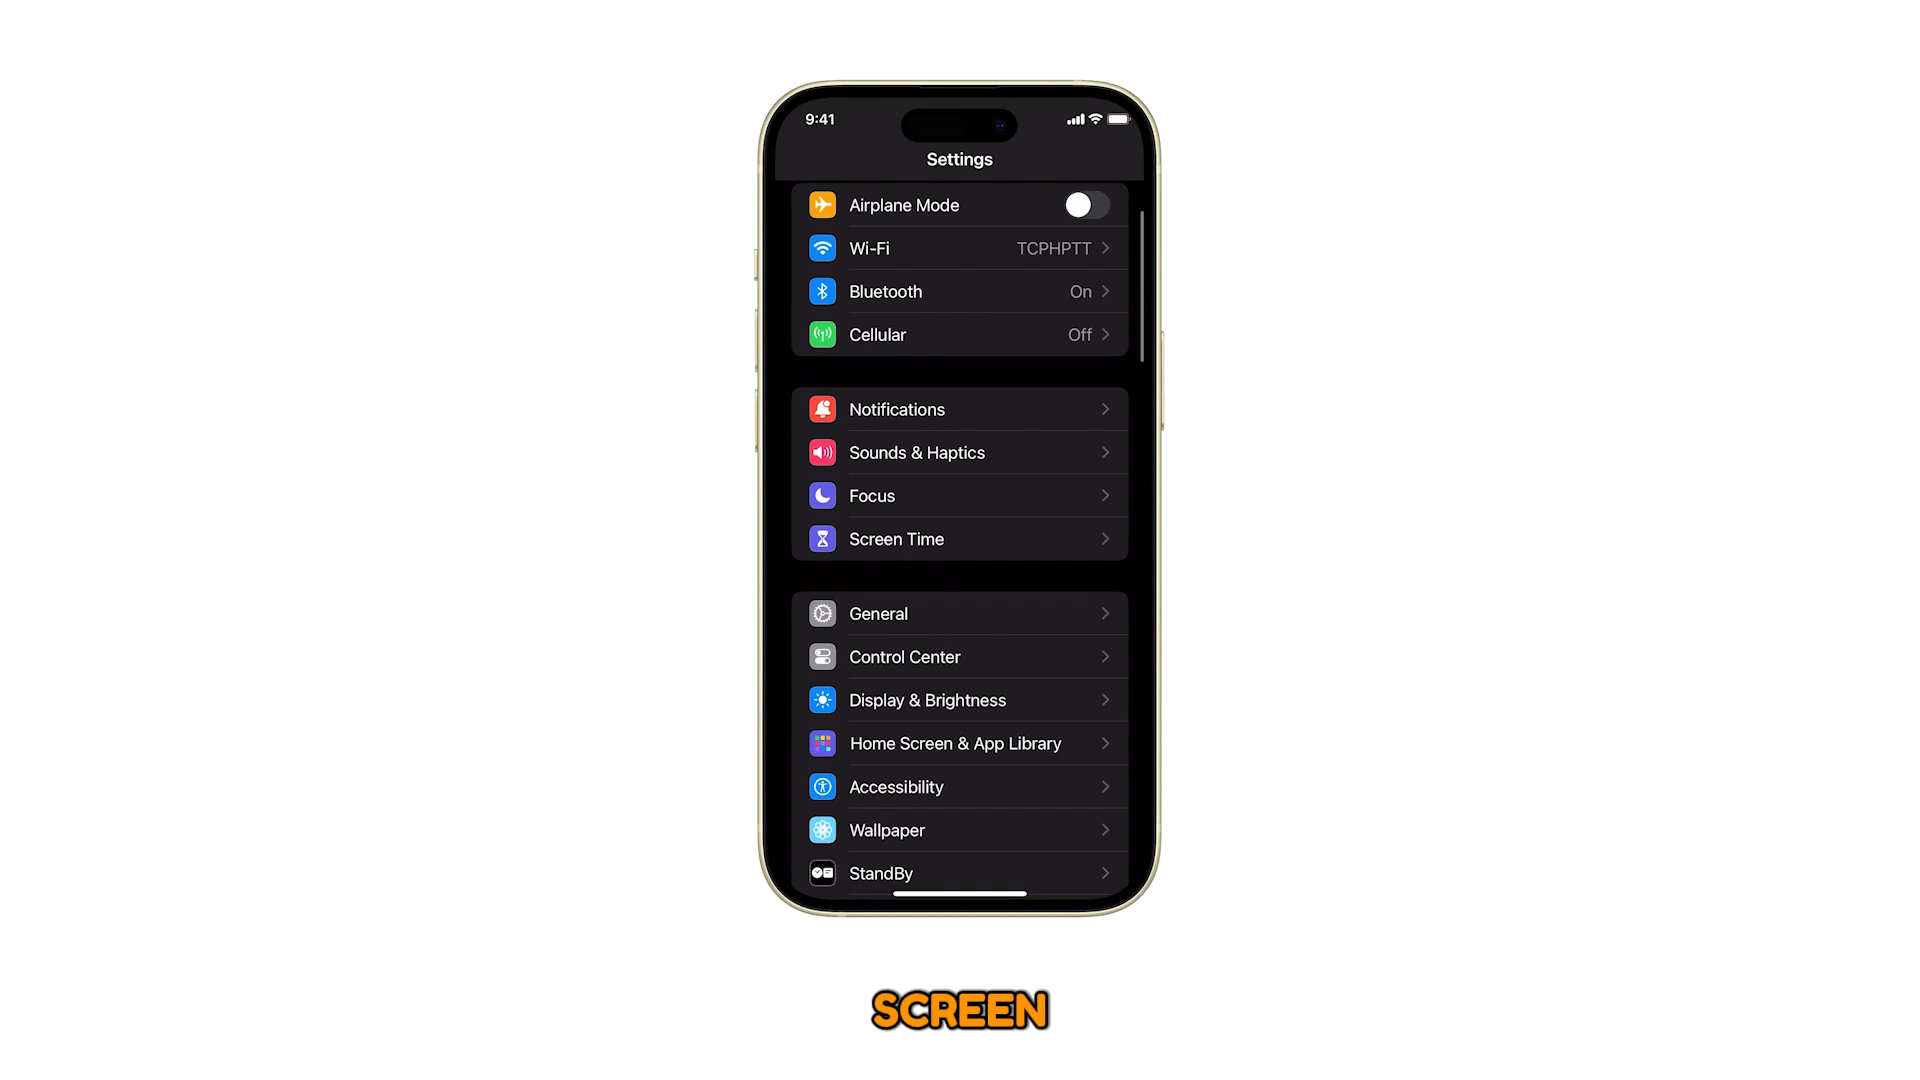 9:41
Settings
Airplane Mode
Wi-Fi TCPHPTT
Bluetooth On
Cellular Off
Notifications
Sounds & Haptics
Focus
Screen Time
General
Control Center
Display & Brightness
Home Screen & App Library
Accessibility
Wallpaper
StandBy
SCREEN